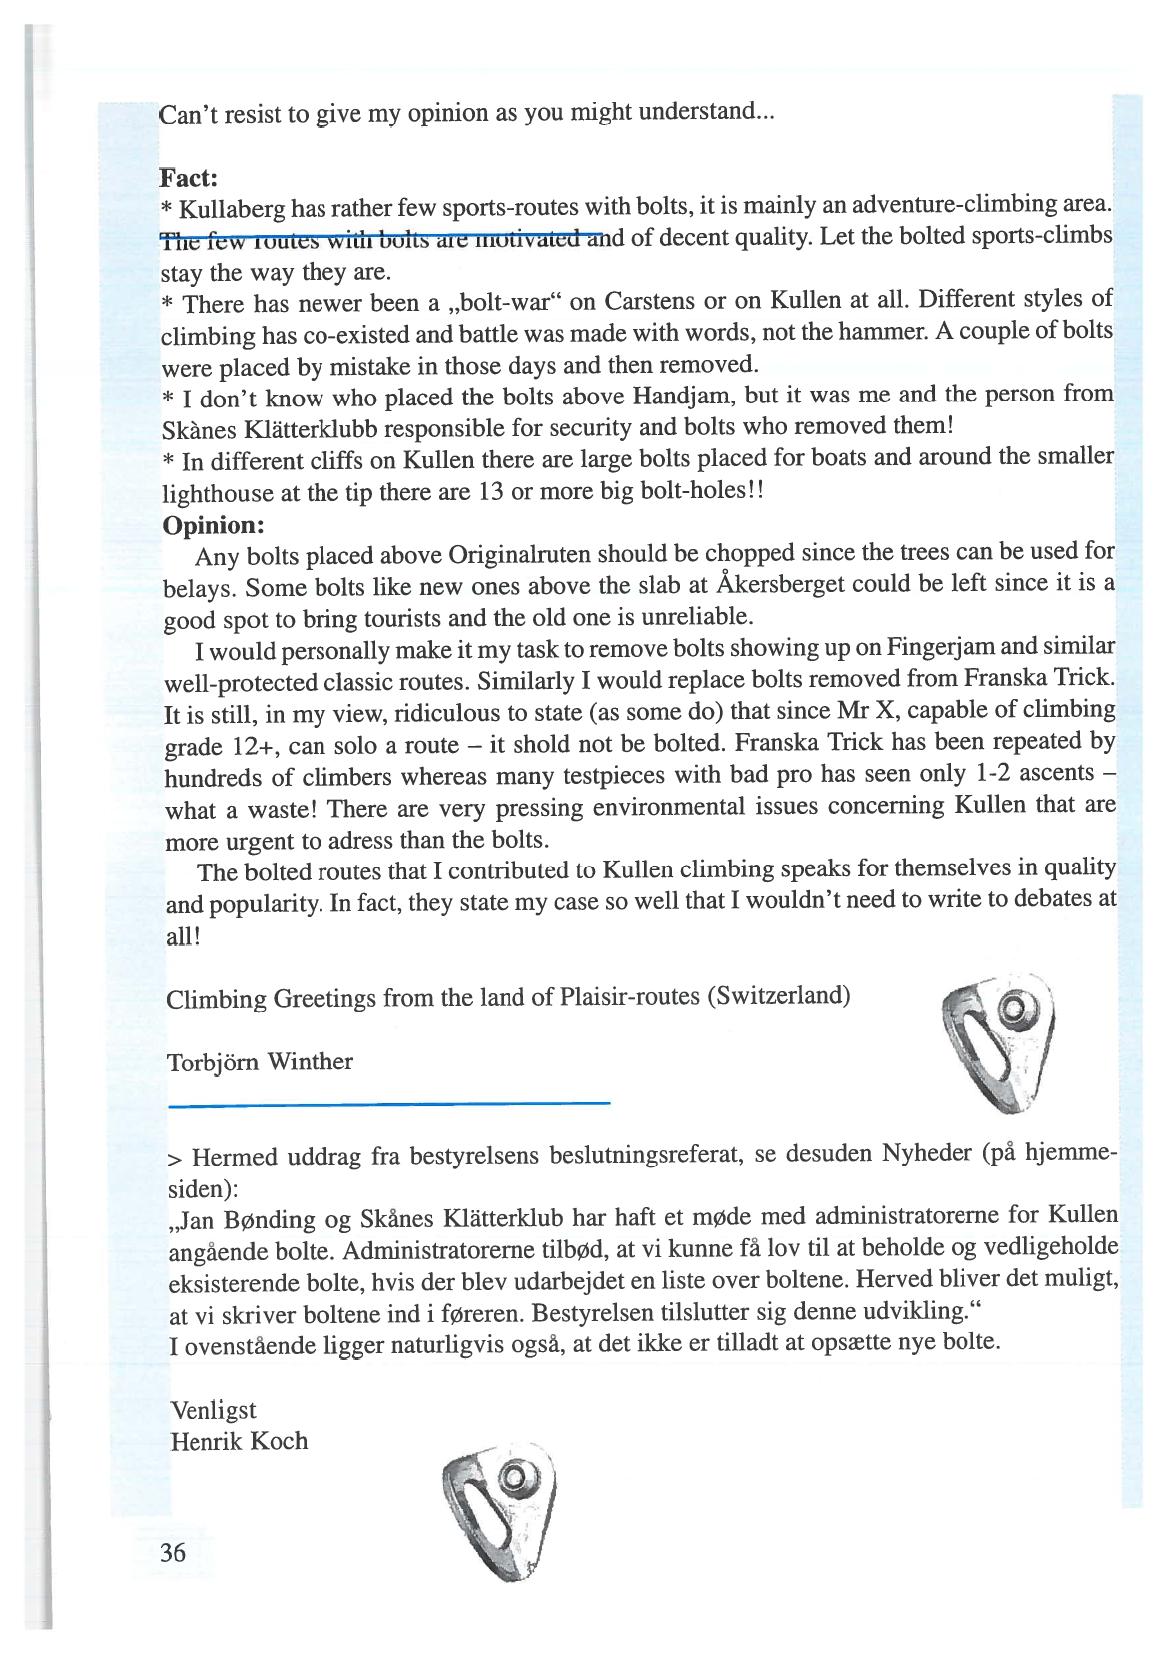 Can't resist to give my opinion as you might understand...
Fact:
* Kullaberg has rather few sports-routes with bolts, it is mainly an adventure-climbing area.
The few routes with bolts are motivated and of decent quality. Let the bolted sports-climbs
stay the way they are.
* There has newer been a „bolt-war“ on Carstens or on Kullen at all. Different styles of
climbing has co-existed and battle was made with words, not the hammer. A couple of bolts
were placed by mistake in those days and then removed.
* I don't know who placed the bolts above Handjam, but it was me and the person from
Skànes Klätterklubb responsible for security and bolts who removed them!
* In different cliffs on Kullen there are large bolts placed for boats and around the smaller
lighthouse at the tip there are 13 or more big bolt-holes!!
Opinion:
Any bolts placed above Originalruten should be chopped since the trees can be used for
belays. Some bolts like new ones above the slab at Åkersberget could be left since it is a
good spot to bring tourists and the old one is unreliable.
I would personally make it my task to remove bolts showing up on Fingerjam and similar
well-protected classic routes. Similarly I would replace bolts removed from Franska Trick.
It is still, in my view, ridiculous to state (as some do) that since Mr X, capable of climbing
grade 12+, can solo a route – it shold not be bolted. Franska Trick has been repeated by
hundreds of climbers whereas many testpieces with bad pro has seen only 1-2 ascents –
what a waste! There are very pressing environmental issues concerning Kullen that are
more urgent to adress than the bolts.
The bolted routes that I contributed to Kullen climbing speaks for themselves in quality
and popularity. In fact, they state my case so well that I wouldn't need to write to debates at
all!
Climbing Greetings from the land of Plaisir-routes (Switzerland)
Torbjörn Winther
> Hermed uddrag fra bestyrelsens beslutningsreferat, se desuden Nyheder (på hjemme-
siden):
„Jan Bønding og Skånes Klätterklub har haft et møde med administratorerne for Kullen
angående bolte. Administratorerne tilbød, at vi kunne få lov til at beholde og vedligeholde
eksisterende bolte, hvis der blev udarbejdet en liste over boltene. Herved bliver det muligt,
at vi skriver boltene ind i føreren. Bestyrelsen tilslutter sig denne udvikling.“
I ovenstående ligger naturligvis også, at det ikke er tilladt at opsætte nye bolte.
Venligst
Henrik Koch
36